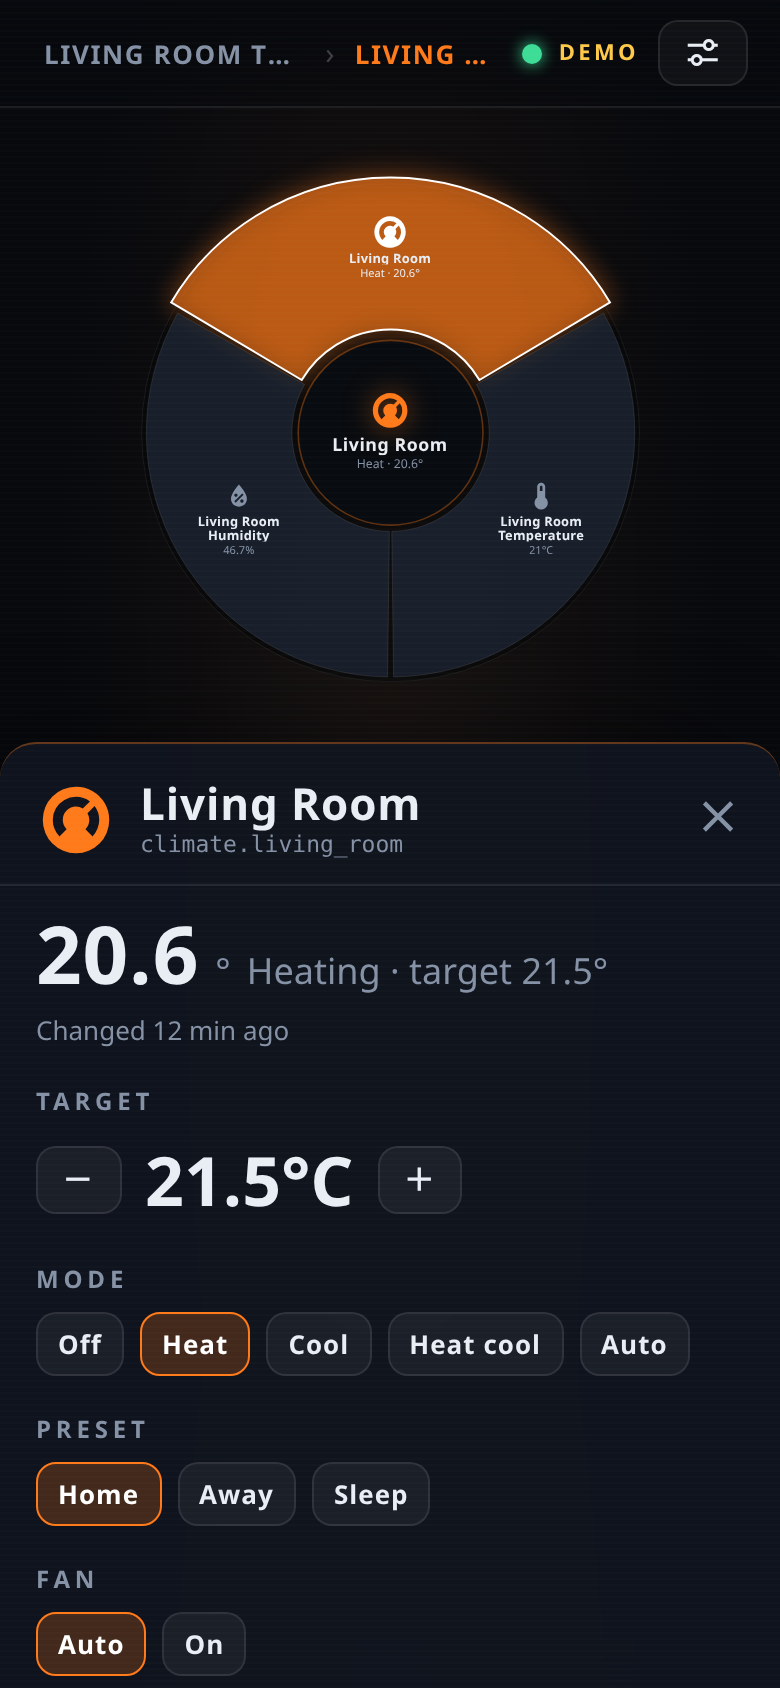 LIVING ROOM T… › LIVING … DEMO
Living Room
Heat · 20.6°
Living Room
Heat · 20.6°
Living Room
Humidity
46.7%
Living Room
Temperature
21°C
Living Room
climate.living_room
20.6 ° Heating · target 21.5°
Changed 12 min ago
TARGET
− 21.5°C +
MODE
Off Heat Cool Heat cool Auto
PRESET
Home Away Sleep
FAN
Auto On